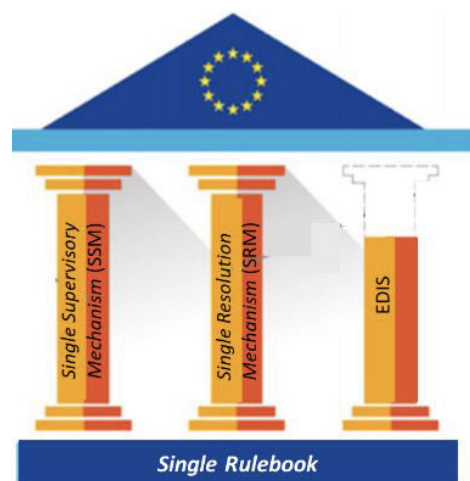 Single Supervisory
Mechanism (SSM)
Single Resolution
Mechanism (SRM)
EDIS
Single Rulebook